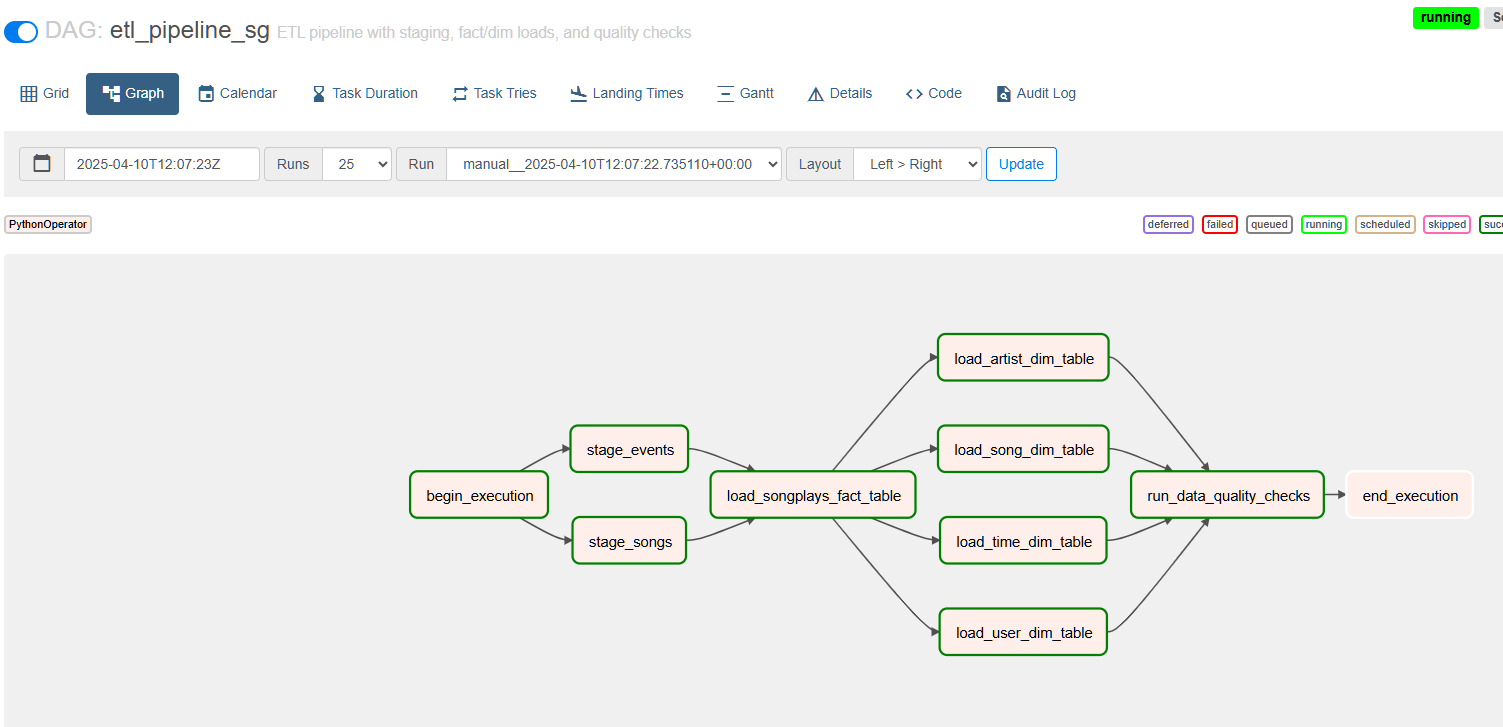 DAG: etl_pipeline_sg ETL pipeline with staging, fact/dim loads, and quality checks
running
Grid Graph Calendar Task Duration Task Tries Landing Times Gantt Details Code Audit Log
2025-04-10T12:07:23Z Runs 25 Run manual__2025-04-10T12:07:22.735110+00:00 Layout Left > Right Update
PythonOperator deferred failed queued running scheduled skipped
load_artist_dim_table
stage_events load_song_dim_table
begin_execution load_songplays_fact_table run_data_quality_checks end_execution
stage_songs load_time_dim_table
load_user_dim_table